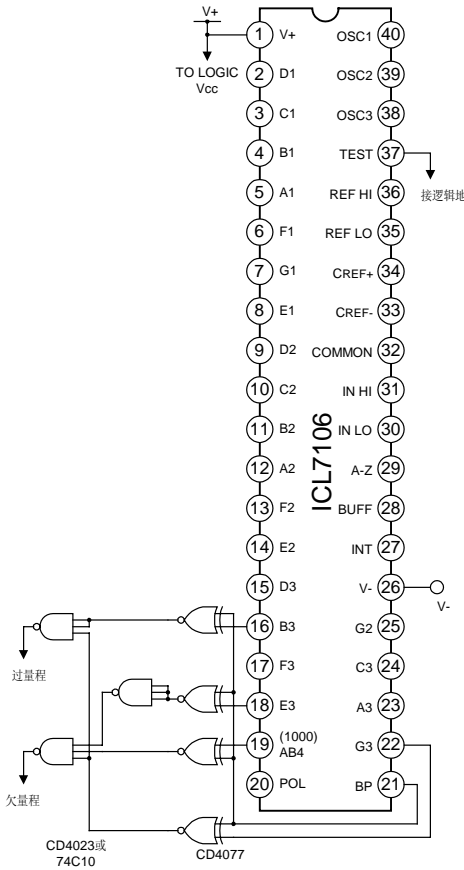 V+
TO LOGIC
Vcc
1 V+
2 D1
3 C1
4 B1
5 A1
6 F1
7 G1
8 E1
9 D2
10 C2
11 B2
12 A2
13 F2
14 E2
15 D3
16 B3
17 F3
18 E3
19 (1000)
AB4
20 POL
ICL7106
OSC1 40
OSC2 39
OSC3 38
TEST 37
接逻辑地
REF HI 36
REF LO 35
CREF+ 34
CREF- 33
COMMON 32
IN HI 31
IN LO 30
A-Z 29
BUFF 28
INT 27
V- 26
V-
G2 25
C3 24
A3 23
G3 22
BP 21
过量程
欠量程
CD4023或
74C10
CD4077